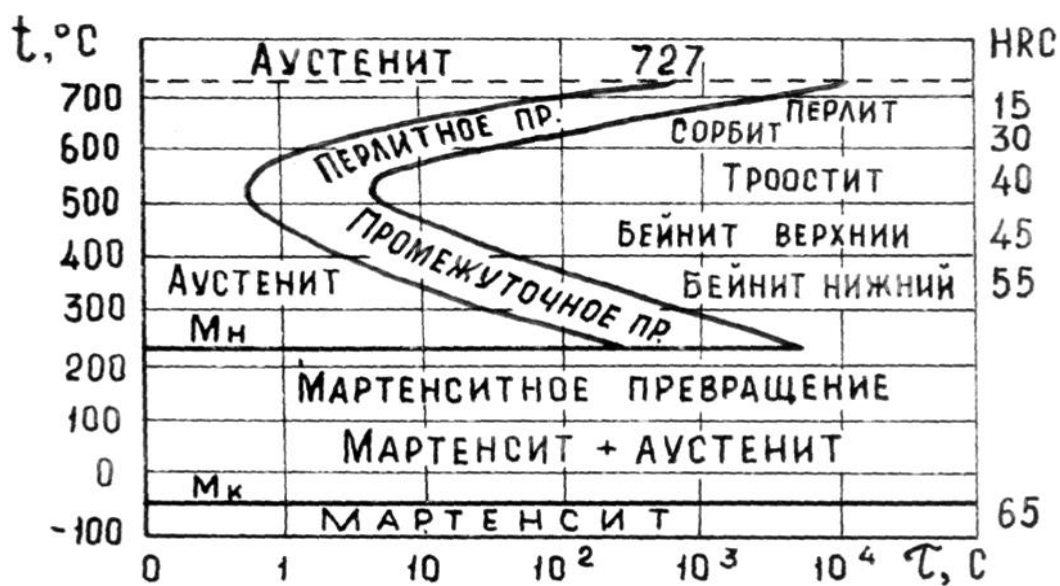 t,°C
HRC
Аустенит 727
700
Перлитное пр.
Перлит
15
600
Сорбит
30
500
Троостит
40
400
Промежуточное пр.
Бейнит верхнии
45
300
Аустенит
Бейнит нижний
55
Мн
200
Мартенситное превращение
100
Мартенсит + аустенит
0
Мк
-100
Мартенсит
65
0 1 10 10² 10³ 10⁴ τ, с